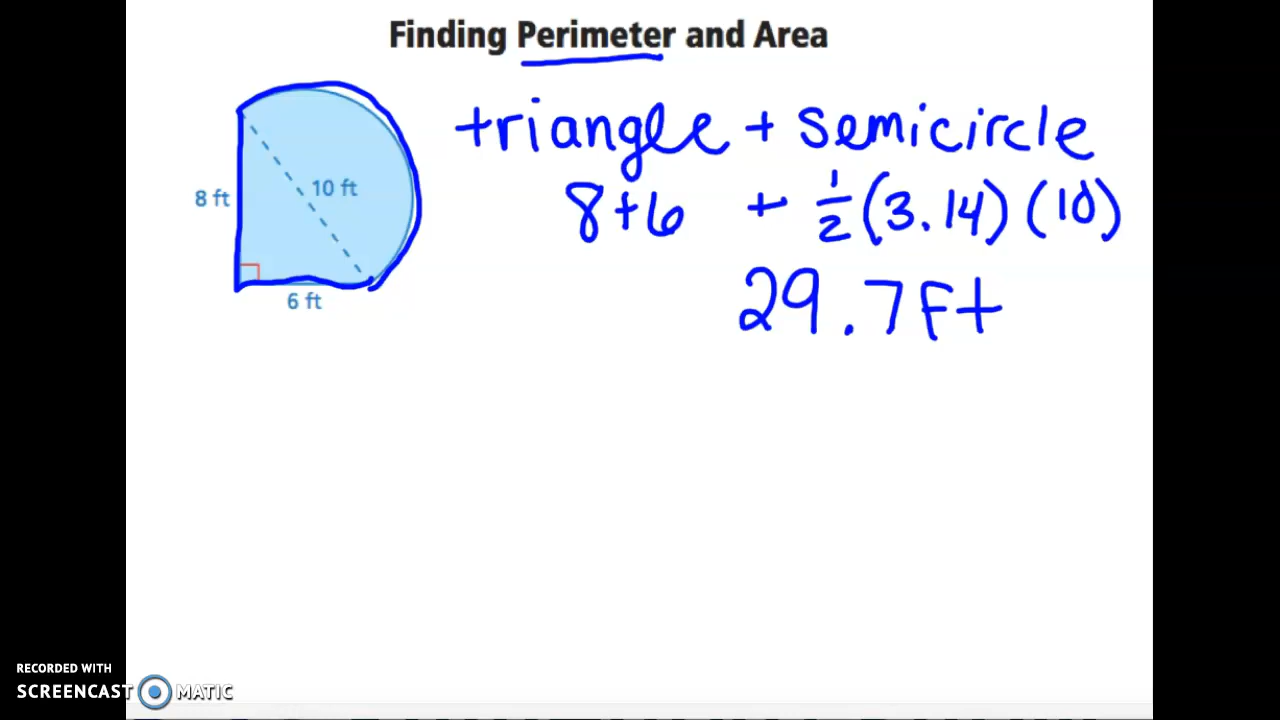 Finding Perimeter and Area
triangle + semicircle
8 ft
10 ft
8+6 + 1/2 (3.14)(10)
6 ft
29.7ft
RECORDED WITH
SCREENCAST MATIC